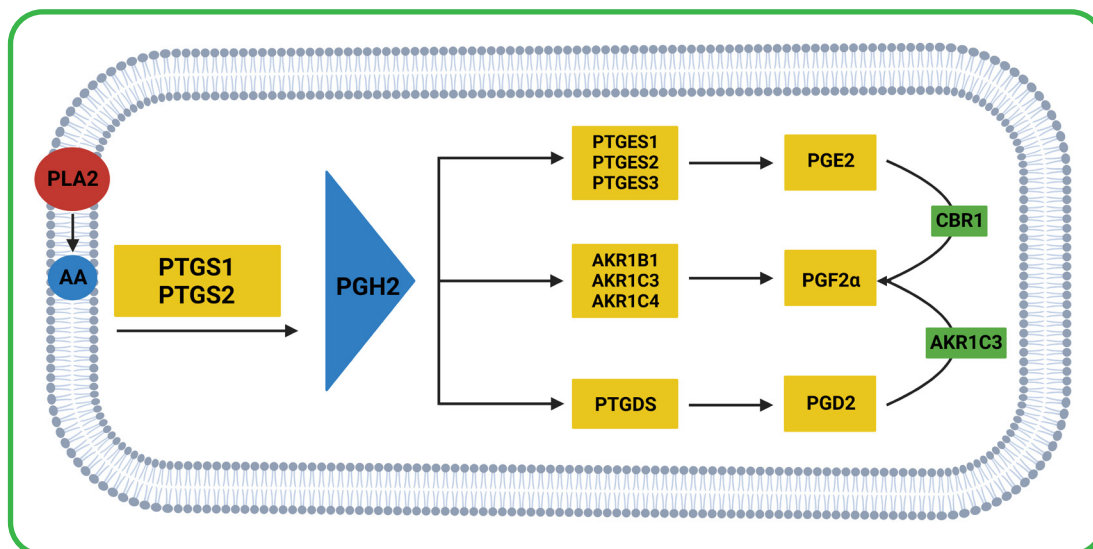 PLA2
AA
PTGS1
PTGS2
PGH2
PTGES1
PTGES2
PTGES3
PGE2
CBR1
AKR1B1
AKR1C3
AKR1C4
PGF2α
AKR1C3
PTGDS
PGD2